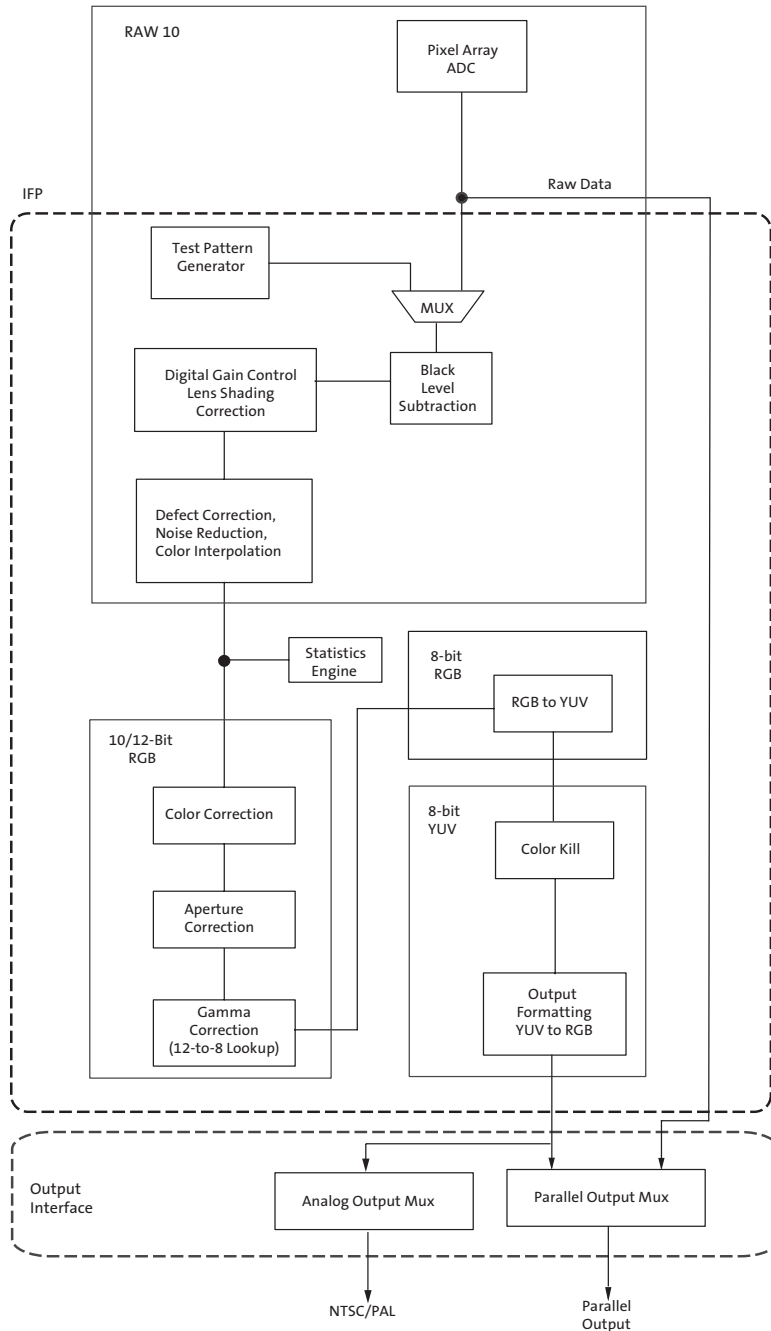 RAW 10
Pixel Array
ADC
IFP
Raw Data
Test Pattern
Generator
MUX
Digital Gain Control
Lens Shading
Correction
Black
Level
Subtraction
Defect Correction,
Noise Reduction,
Color Interpolation
Statistics
Engine
8-bit
RGB
RGB to YUV
10/12-Bit
RGB
8-bit
YUV
Color Correction
Color Kill
Aperture
Correction
Gamma
Correction
(12-to-8 Lookup)
Output
Formatting
YUV to RGB
Output
Interface
Analog Output Mux
Parallel Output Mux
NTSC/PAL
Parallel
Output